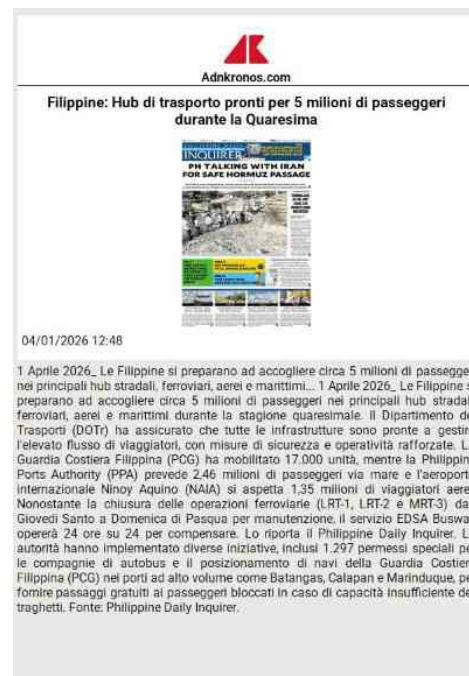 Adnkronos.com
Filippine: Hub di trasporto pronti per 5 milioni di passeggeri
durante la Quaresima
INQUIRER
PH TALKING WITH IRAN
FOR SAFE HORMUZ PASSAGE
04/01/2026 12:48
1 Aprile 2026_ Le Filippine si preparano ad accogliere circa 5 milioni di passegge
nei principali hub stradali, ferroviari, aerei e marittimi... 1 Aprile 2026_ Le Filippine s
preparano ad accogliere circa 5 milioni di passeggeri nei principali hub stradal
ferroviari, aerei e marittimi durante la stagione quaresimale. Il Dipartimento de
Trasporti (DOTr) ha assicurato che tutte le infrastrutture sono pronte a gestir
l'elevato flusso di viaggiatori, con misure di sicurezza e operatività rafforzate. L
Guardia Costiera Filippina (PCG) ha mobilitato 17.000 unità, mentre la Philippin
Ports Authority (PPA) prevede 2,46 milioni di passeggeri via mare e l'aeroport
internazionale Ninoy Aquino (NAIA) si aspetta 1,35 milioni di viaggiatori aere
Nonostante la chiusura delle operazioni ferroviarie (LRT-1, LRT-2 e MRT-3) da
Giovedì Santo a Domenica di Pasqua per manutenzione, il servizio EDSA Buswa
opererà 24 ore su 24 per compensare. Lo riporta il Philippine Daily Inquirer. L
autorità hanno implementato diverse iniziative, inclusi 1.297 permessi speciali pe
le compagnie di autobus e il posizionamento di navi della Guardia Costier
Filippina (PCG) nei porti ad alto volume come Batangas, Calapan e Marinduque, pe
fornire passaggi gratuiti ai passeggeri bloccati in caso di capacità insufficiente de
traghetti. Fonte: Philippine Daily Inquirer.